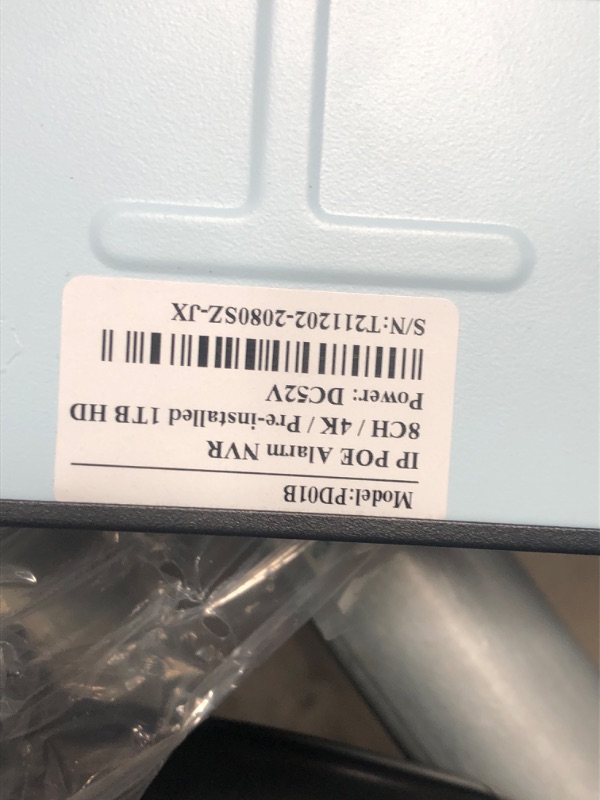 Model:PD01B
IP POE Alarm NVR
8CH / 4K / Pre-installed 1TB HD
Power: DC52V
S/N:T211202-2080SZ-JX